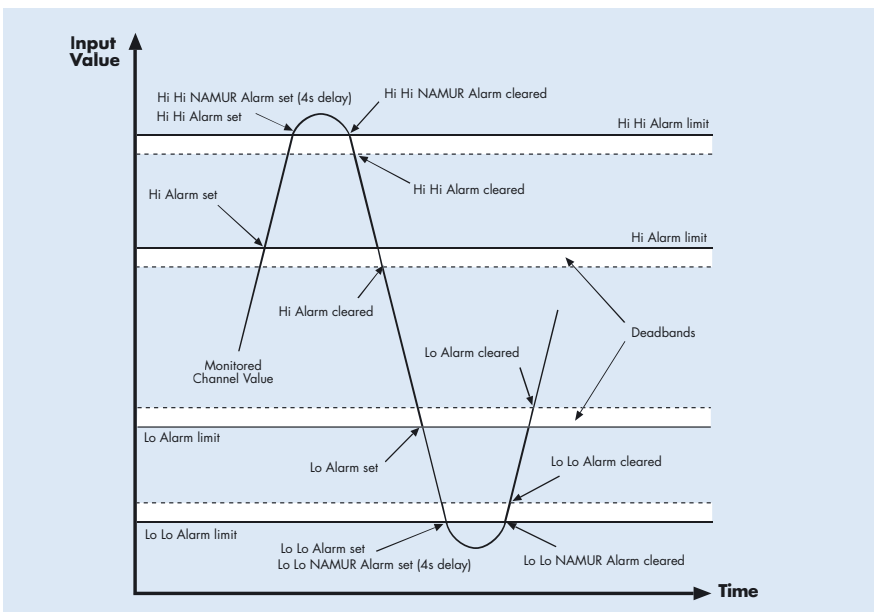 Input
Value
Hi Hi NAMUR Alarm set (4s delay)
Hi Hi Alarm set
Hi Hi NAMUR Alarm cleared
Hi Hi Alarm limit
Hi Hi Alarm cleared
Hi Alarm set
Hi Alarm limit
Hi Alarm cleared
Deadbands
Monitored
Channel Value
Lo Alarm cleared
Lo Alarm limit
Lo Alarm set
Lo Lo Alarm cleared
Lo Lo Alarm limit
Lo Lo Alarm set
Lo Lo NAMUR Alarm set (4s delay)
Lo Lo NAMUR Alarm cleared
Time